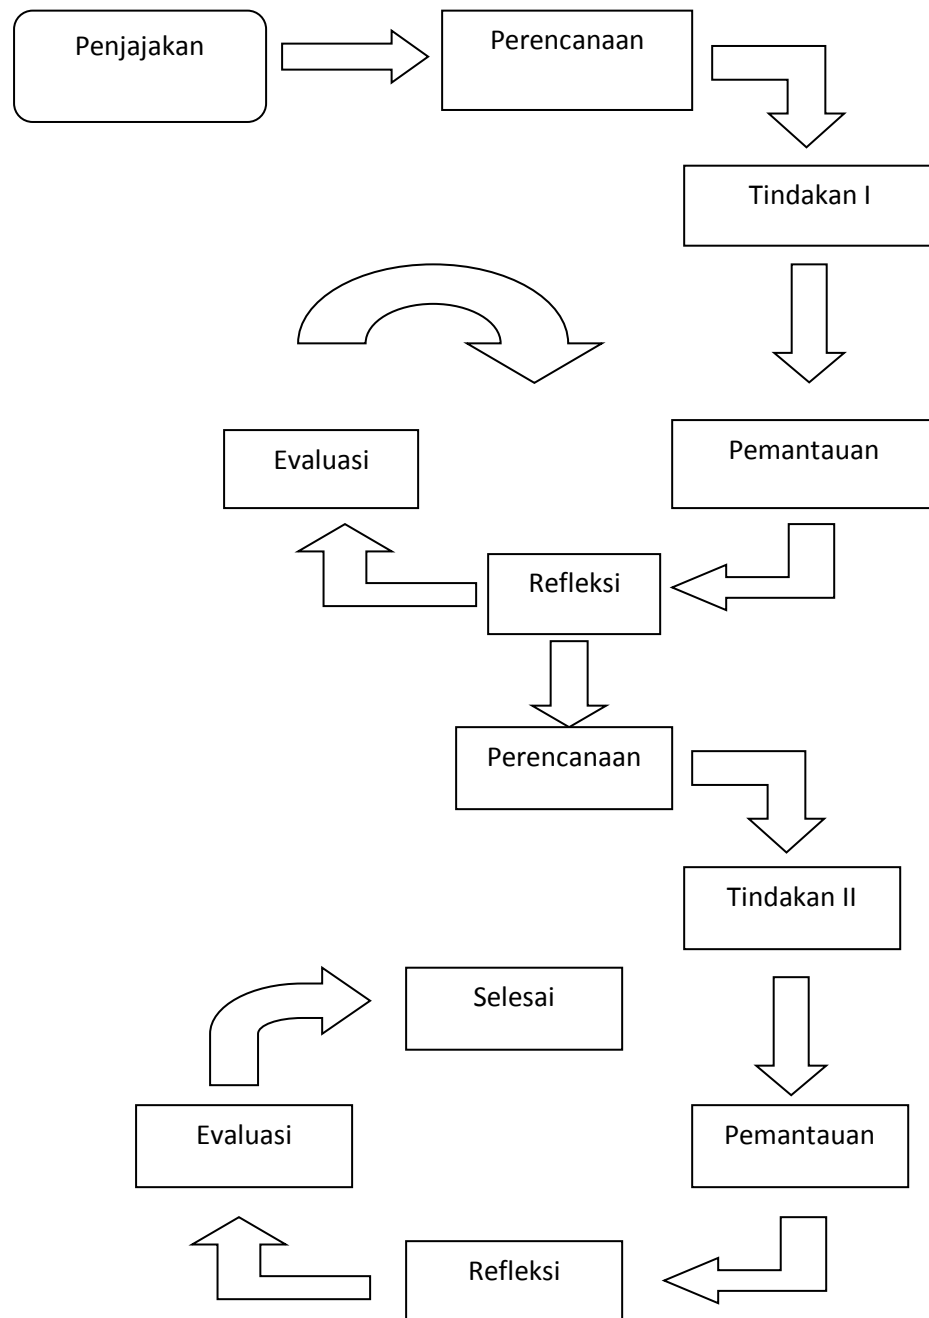 Penjajakan
Perencanaan
Tindakan I
Pemantauan
Evaluasi
Refleksi
Perencanaan
Tindakan II
Selesai
Pemantauan
Evaluasi
Refleksi